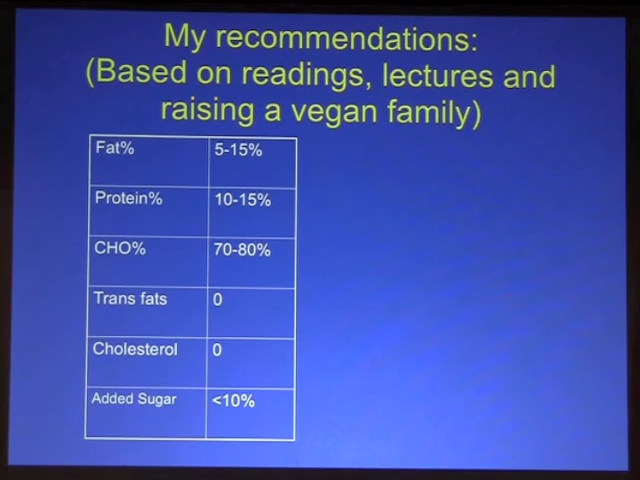 My recommendations:
(Based on readings, lectures and
raising a vegan family)
Fat% 5-15%
Protein% 10-15%
CHO% 70-80%
Trans fats 0
Cholesterol 0
Added Sugar <10%